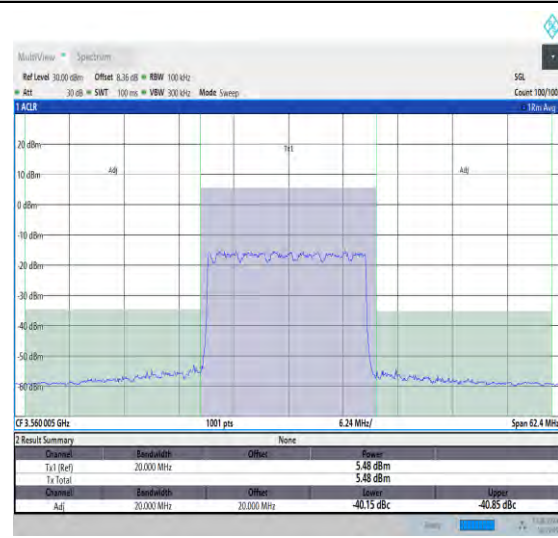 MultiView Spectrum
Ref Level 30.00 dBm Offset 8.36 dB RBW 100 kHz SGL
Att 30 dB SWT 100 ms VBW 300 kHz Mode Sweep Count 100/100
1 ACLR 1Rm Avg
20 dBm
Tx1
Adj Adj
10 dBm
0 dBm
-10 dBm
-20 dBm
-30 dBm
-40 dBm
-50 dBm
-60 dBm
CF 3.560 005 GHz 1001 pts 6.24 MHz/ Span 62.4 MHz
2 Result Summary None
Channel Bandwidth Offset Power
Tx1 (Ref) 20.000 MHz 5.48 dBm
Tx Total 5.48 dBm
Channel Bandwidth Offset Lower Upper
Adj 20.000 MHz 20.000 MHz -40.15 dBc -40.85 dBc
Ready